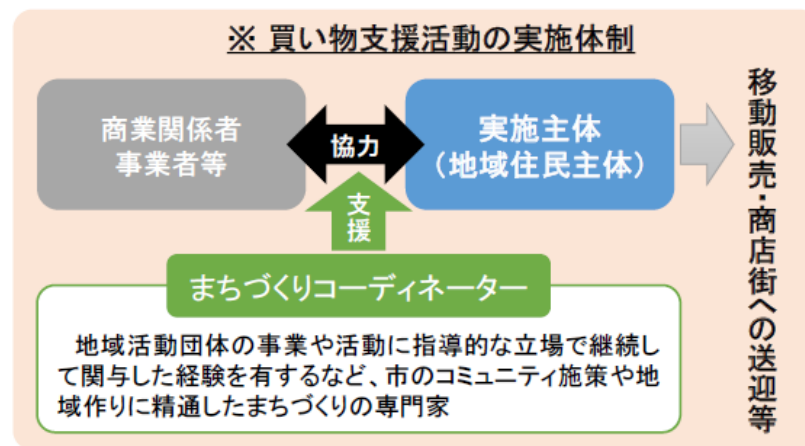 ※ 買い物支援活動の実施体制
商業関係者
事業者等
協力
実施主体
（地域住民主体）
支援
まちづくりコーディネーター
地域活動団体の事業や活動に指導的な立場で継続し
て関与した経験を有するなど、市のコミュニティ施策や地
域作りに精通したまちづくりの専門家
移動販売・商店街への送迎等